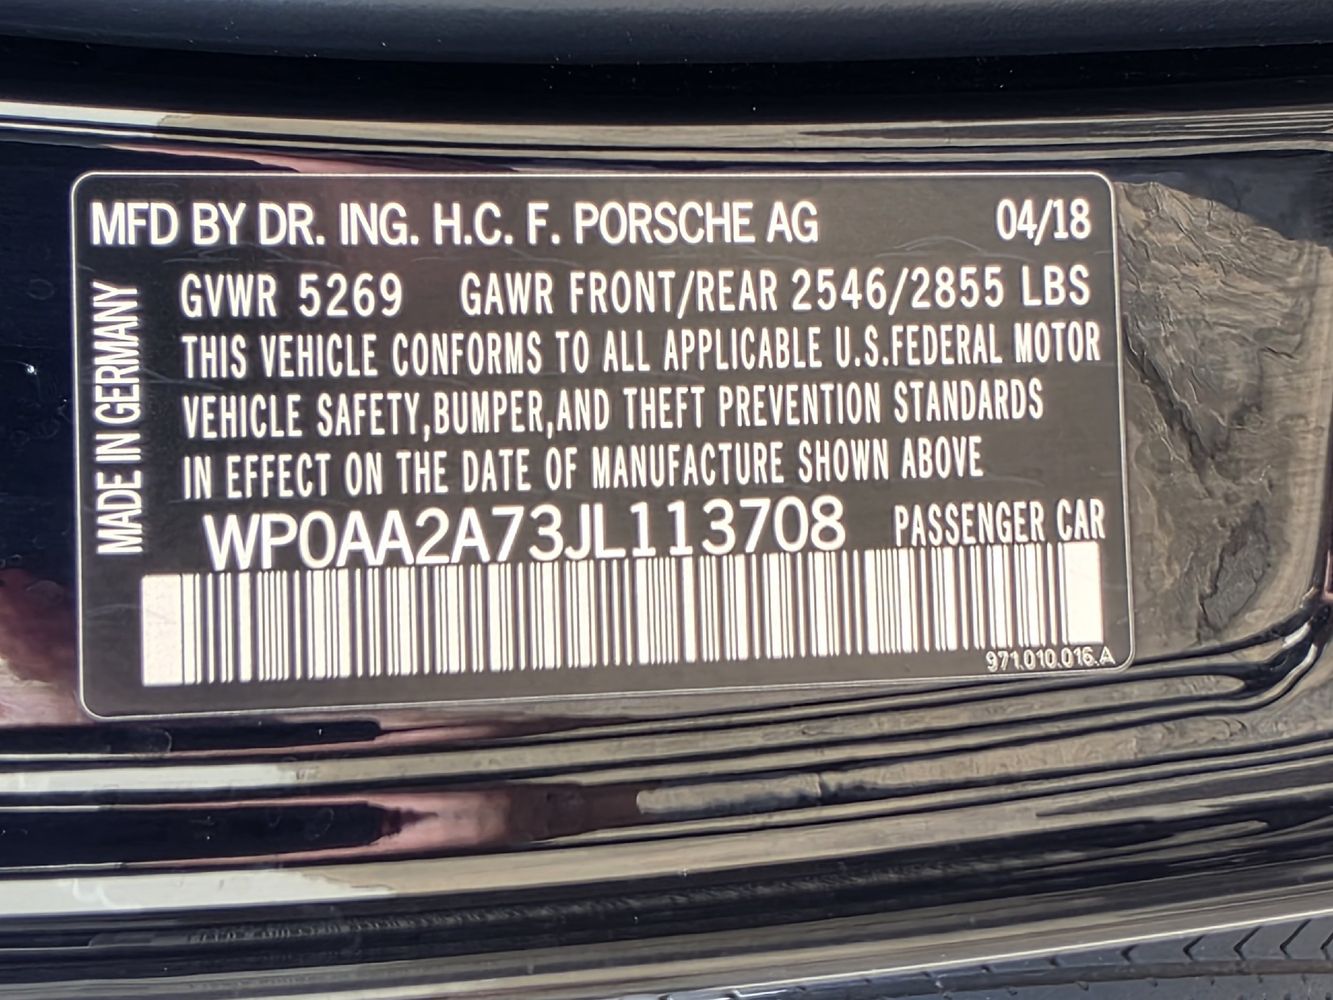 MFD BY DR. ING. H.C. F. PORSCHE AG 04/18
MADE IN GERMANY
GVWR 5269 GAWR FRONT/REAR 2546/2855 LBS
THIS VEHICLE CONFORMS TO ALL APPLICABLE U.S.FEDERAL MOTOR
VEHICLE SAFETY,BUMPER,AND THEFT PREVENTION STANDARDS
IN EFFECT ON THE DATE OF MANUFACTURE SHOWN ABOVE
WP0AA2A73JL113708 PASSENGER CAR
971.010.016.A